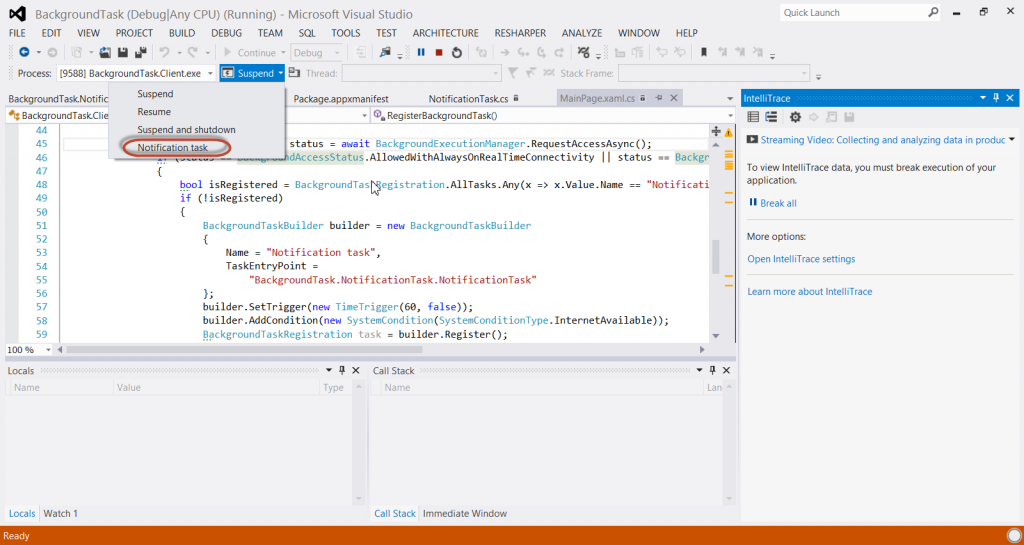 BackgroundTask (Debug|Any CPU) (Running) - Microsoft Visual Studio
Quick Launch
FILE EDIT VIEW PROJECT BUILD DEBUG TEAM SQL TOOLS TEST ARCHITECTURE RESHARPER ANALYZE WINDOW HELP
Continue Debug
Process: [9588] BackgroundTask.Client.exe Suspend Thread: Stack Frame:
Suspend
Resume
Suspend and shutdown
Notification task
BackgroundTask.Notific Package.appxmanifest NotificationTask.cs MainPage.xaml.cs
BackgroundTask.Clie RegisterBackgroundTask()
44
45 status = await BackgroundExecutionManager.RequestAccessAsync();
46 if (status == BackgroundAccessStatus.AllowedWithAlwaysOnRealTimeConnectivity || status == Backg
47 {
48 bool isRegistered = BackgroundTaskRegistration.AllTasks.Any(x => x.Value.Name == "Notificati
49 if (!isRegistered)
50 {
51 BackgroundTaskBuilder builder = new BackgroundTaskBuilder
52 {
53 Name = "Notification task",
54 TaskEntryPoint =
55 "BackgroundTask.NotificationTask.NotificationTask"
56 };
57 builder.SetTrigger(new TimeTrigger(60, false));
58 builder.AddCondition(new SystemCondition(SystemConditionType.InternetAvailable));
59 BackgroundTaskRegistration task = builder.Register();
100 %
IntelliTrace
Streaming Video: Collecting and analyzing data in produc
To view IntelliTrace data, you must break execution of your
application.
Break all
More options:
Open IntelliTrace settings
Learn more about IntelliTrace
Locals
Name Value Type
Locals Watch 1
Call Stack
Name Lan
Call Stack Immediate Window
Ready